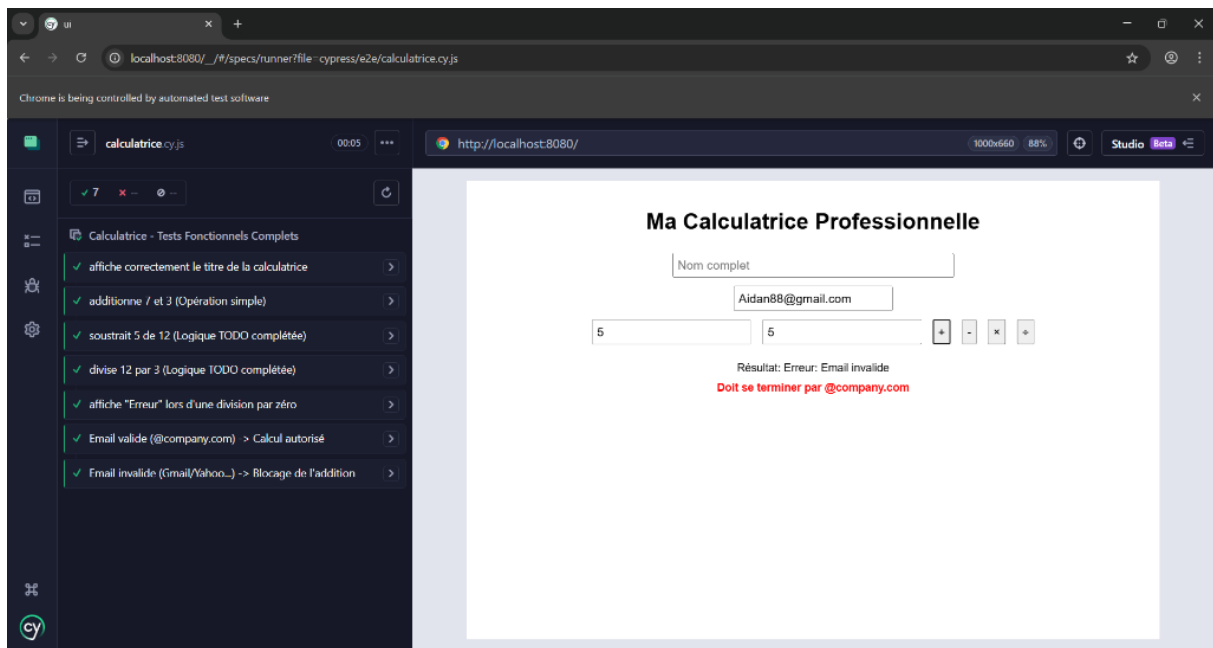 UI
localhost:8080/__/#/specs/runner?file=cypress/e2e/calculatrice.cy.js
Chrome is being controlled by automated test software
calculatrice.cy.js 00:05
http://localhost:8080/ 1000x660 88% Studio Beta
7 -- --
Calculatrice - Tests Fonctionnels Complets
affiche correctement le titre de la calculatrice
additionne 7 et 3 (Opération simple)
soustrait 5 de 12 (Logique TODO complétée)
divise 12 par 3 (Logique TODO complétée)
affiche "Erreur" lors d'une division par zéro
Email valide (@company.com) -> Calcul autorisé
Email invalide (Gmail/Yahoo...) -> Blocage de l'addition
cy
Ma Calculatrice Professionnelle
Nom complet
Aidan88@gmail.com
5 5 + - × ÷
Résultat: Erreur: Email invalide
Doit se terminer par @company.com